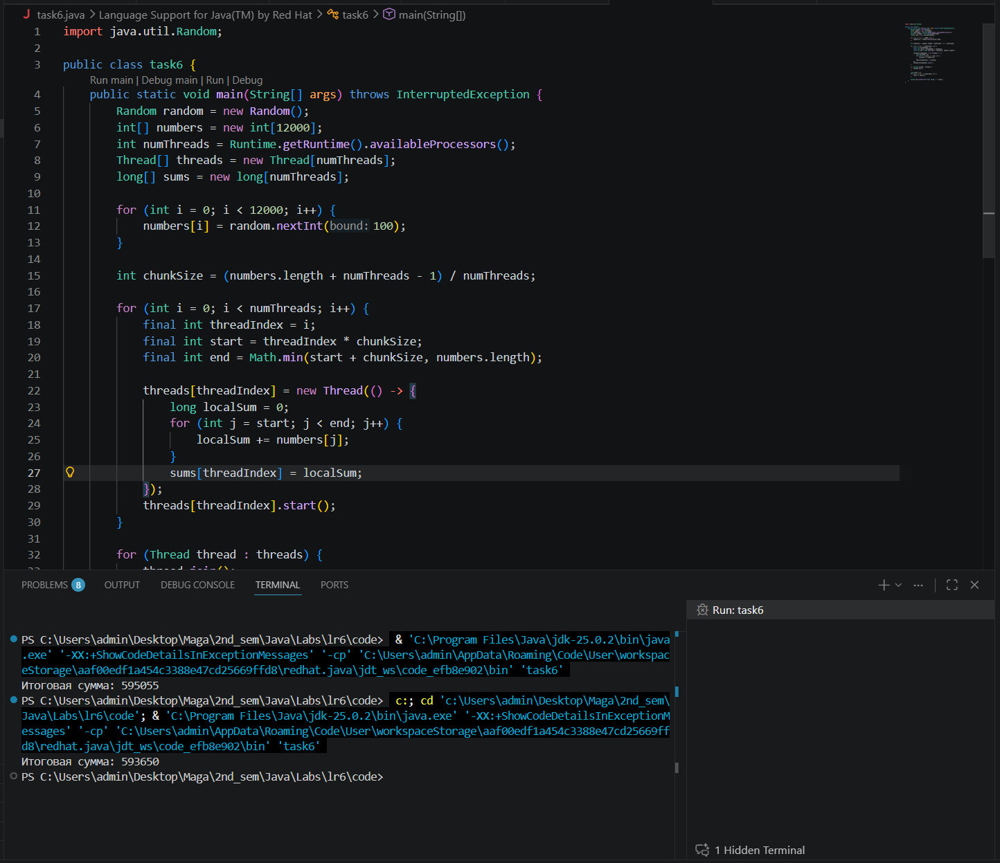 task6.java > Language Support for Java(TM) by Red Hat > task6 > main(String[])
1 import java.util.Random;
2
3 public class task6 {
Run main | Debug main | Run | Debug
4 public static void main(String[] args) throws InterruptedException {
5 Random random = new Random();
6 int[] numbers = new int[12000];
7 int numThreads = Runtime.getRuntime().availableProcessors();
8 Thread[] threads = new Thread[numThreads];
9 long[] sums = new long[numThreads];
10
11 for (int i = 0; i < 12000; i++) {
12 numbers[i] = random.nextInt(bound: 100);
13 }
14
15 int chunkSize = (numbers.length + numThreads - 1) / numThreads;
16
17 for (int i = 0; i < numThreads; i++) {
18 final int threadIndex = i;
19 final int start = threadIndex * chunkSize;
20 final int end = Math.min(start + chunkSize, numbers.length);
21
22 threads[threadIndex] = new Thread(() -> {
23 long localSum = 0;
24 for (int j = start; j < end; j++) {
25 localSum += numbers[j];
26 }
27 sums[threadIndex] = localSum;
28 });
29 threads[threadIndex].start();
30 }
31
32 for (Thread thread : threads) {
33 thread.join();
PROBLEMS 8 OUTPUT DEBUG CONSOLE TERMINAL PORTS
Run: task6
PS C:\Users\admin\Desktop\Maga\2nd_sem\Java\Labs\lr6\code> & 'C:\Program Files\Java\jdk-25.0.2\bin\java
.exe' '-XX:+ShowCodeDetailsInExceptionMessages' '-cp' 'C:\Users\admin\AppData\Roaming\Code\User\workspac
eStorage\aaf00edf1a454c3388e47cd25669ffd8\redhat.java\jdt_ws\code_efb8e902\bin' 'task6'
Итоговая сумма: 595055
PS C:\Users\admin\Desktop\Maga\2nd_sem\Java\Labs\lr6\code> c:; cd 'c:\Users\admin\Desktop\Maga\2nd_sem\
Java\Labs\lr6\code'; & 'C:\Program Files\Java\jdk-25.0.2\bin\java.exe' '-XX:+ShowCodeDetailsInExceptionM
essages' '-cp' 'C:\Users\admin\AppData\Roaming\Code\User\workspaceStorage\aaf00edf1a454c3388e47cd25669ff
d8\redhat.java\jdt_ws\code_efb8e902\bin' 'task6'
Итоговая сумма: 593650
PS C:\Users\admin\Desktop\Maga\2nd_sem\Java\Labs\lr6\code>
1 Hidden Terminal